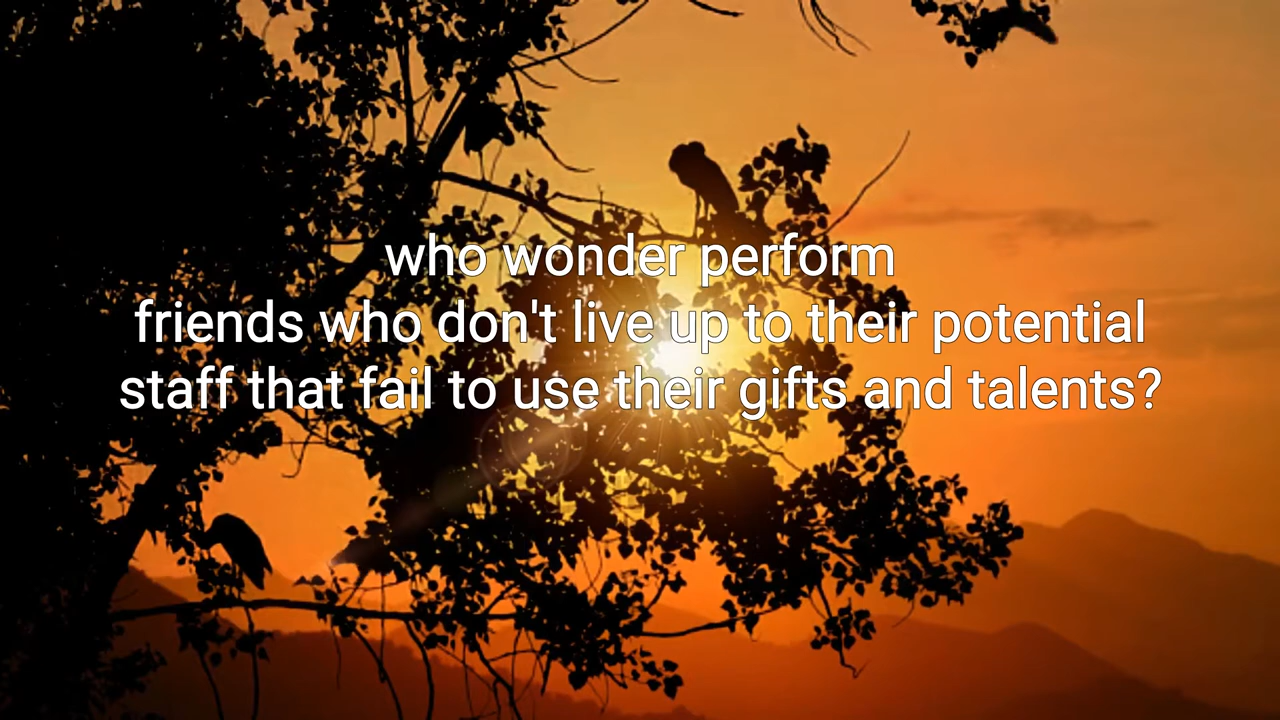 who wonder perform
friends who don't live up to their potential
staff that fail to use their gifts and talents?